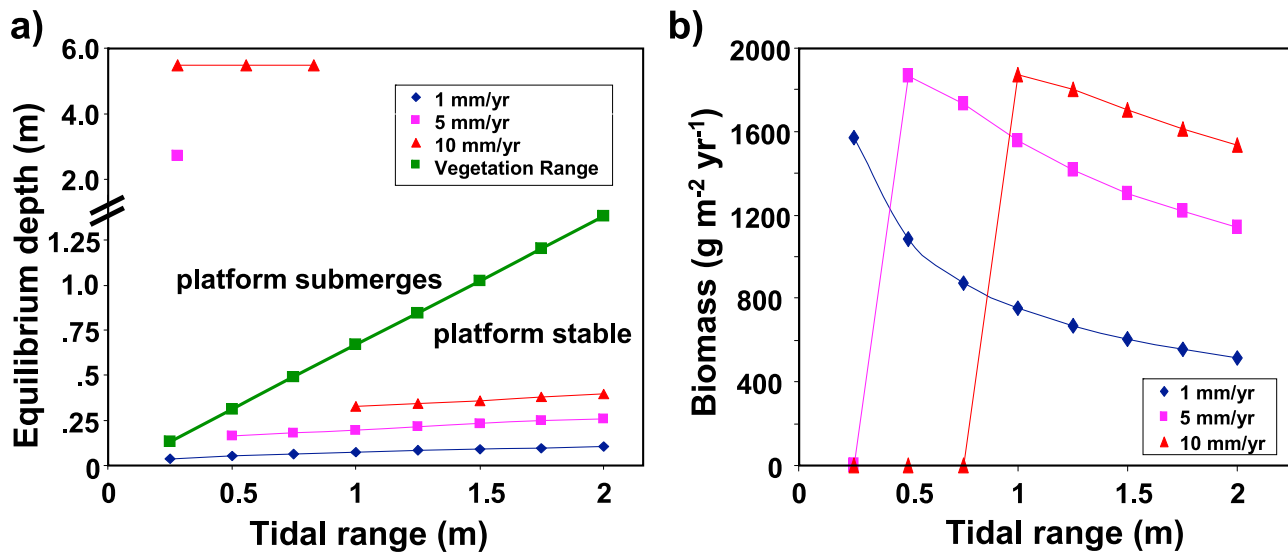 a)
Equilibrium depth (m)
6.0
4.0
2.0
1.25
1.0
.75
.5
.25
0
1 mm/yr
5 mm/yr
10 mm/yr
Vegetation Range
platform submerges
platform stable
0
0.5
1
1.5
2
Tidal range (m)
b)
Biomass (g m⁻² yr⁻¹)
2000
1600
1200
800
400
0
1 mm/yr
5 mm/yr
10 mm/yr
0
0.5
1
1.5
2
Tidal range (m)